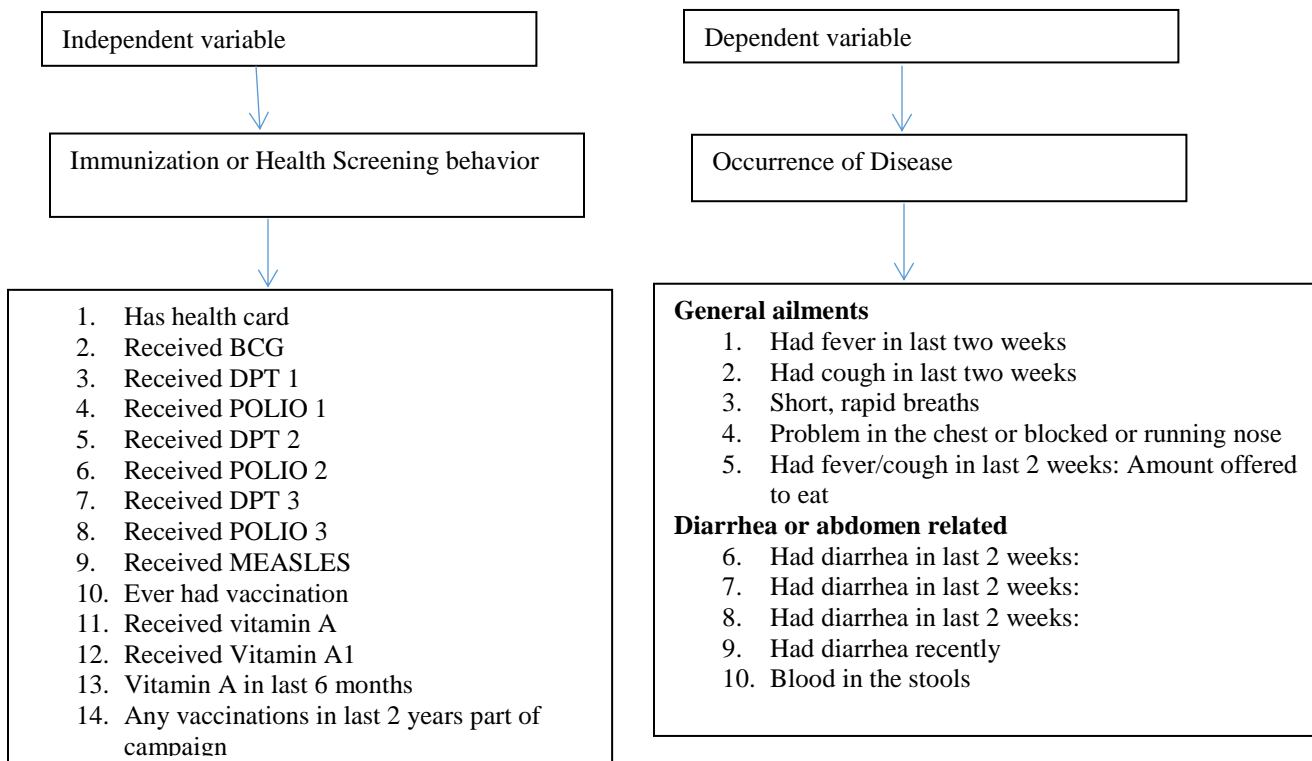 Independent variable
Immunization or Health Screening behavior
1. Has health card
2. Received BCG
3. Received DPT 1
4. Received POLIO 1
5. Received DPT 2
6. Received POLIO 2
7. Received DPT 3
8. Received POLIO 3
9. Received MEASLES
10. Ever had vaccination
11. Received vitamin A
12. Received Vitamin A1
13. Vitamin A in last 6 months
14. Any vaccinations in last 2 years part of
campaign
Dependent variable
Occurrence of Disease
General ailments
1. Had fever in last two weeks
2. Had cough in last two weeks
3. Short, rapid breaths
4. Problem in the chest or blocked or running nose
5. Had fever/cough in last 2 weeks: Amount offered
to eat
Diarrhea or abdomen related
6. Had diarrhea in last 2 weeks:
7. Had diarrhea in last 2 weeks:
8. Had diarrhea in last 2 weeks:
9. Had diarrhea recently
10. Blood in the stools